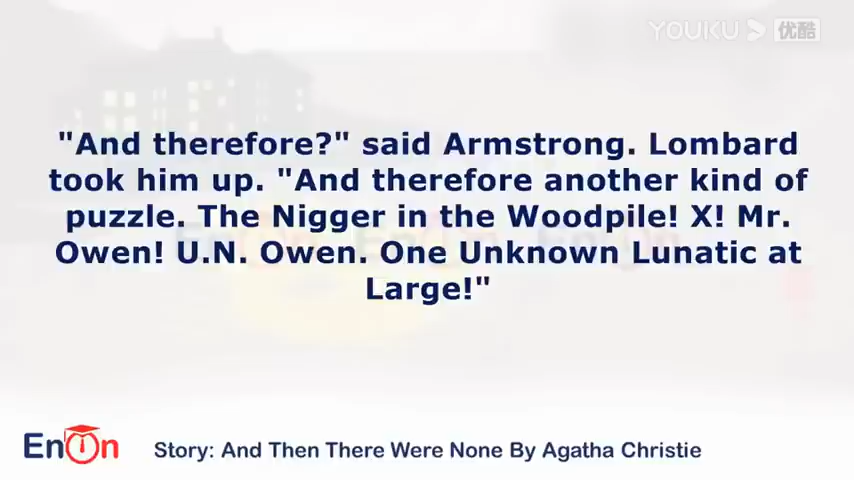 YOUKU 优酷
"And therefore?" said Armstrong. Lombard
took him up. "And therefore another kind of
puzzle. The Nigger in the Woodpile! X! Mr.
Owen! U.N. Owen. One Unknown Lunatic at
Large!"
EnOn
Story: And Then There Were None By Agatha Christie